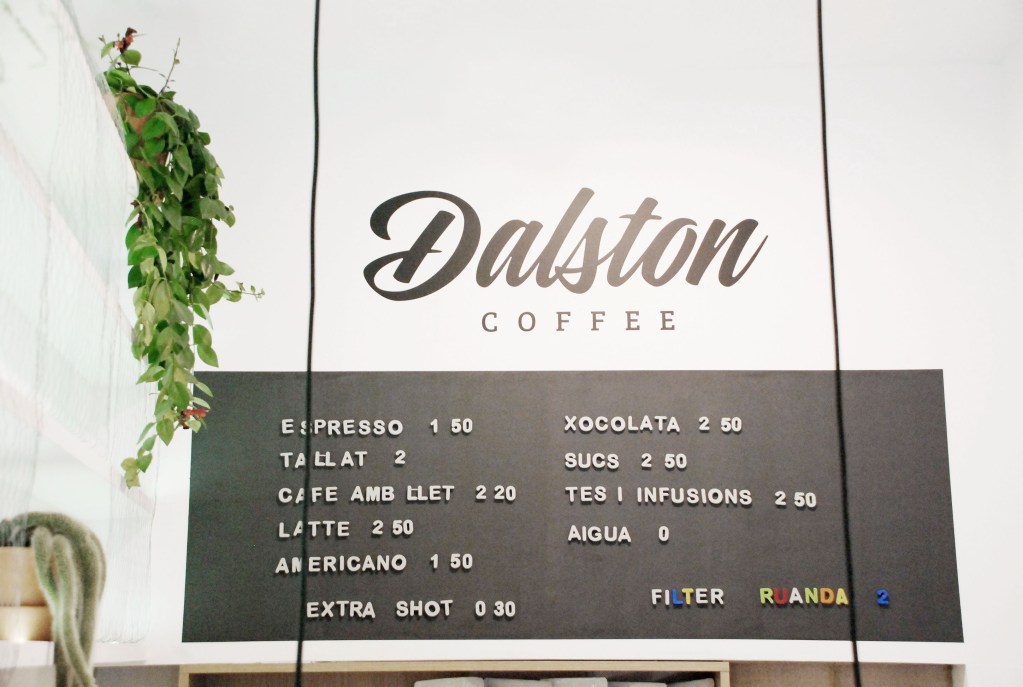 Dalston
COFFEE
ESPRESSO 1 50
TALLAT 2
CAFE AMB LLET 2 20
LATTE 2 50
AMERICANO 1 50
EXTRA SHOT 0 30
XOCOLATA 2 50
SUCS 2 50
TES I INFUSIONS 2 50
AIGUA 0
FILTER RUANDA 2